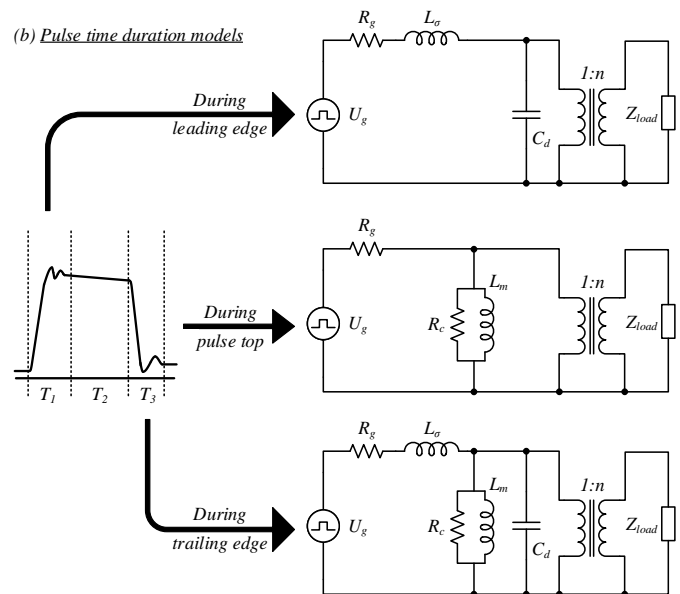 (b) Pulse time duration models
R_g
L_σ
1:n
During
leading edge
U_g
C_d
Z_load
R_g
1:n
L_m
During
pulse top
U_g
R_c
Z_load
T_1 T_2 T_3
R_g
L_σ
1:n
L_m
During
trailing edge
U_g
R_c
C_d
Z_load